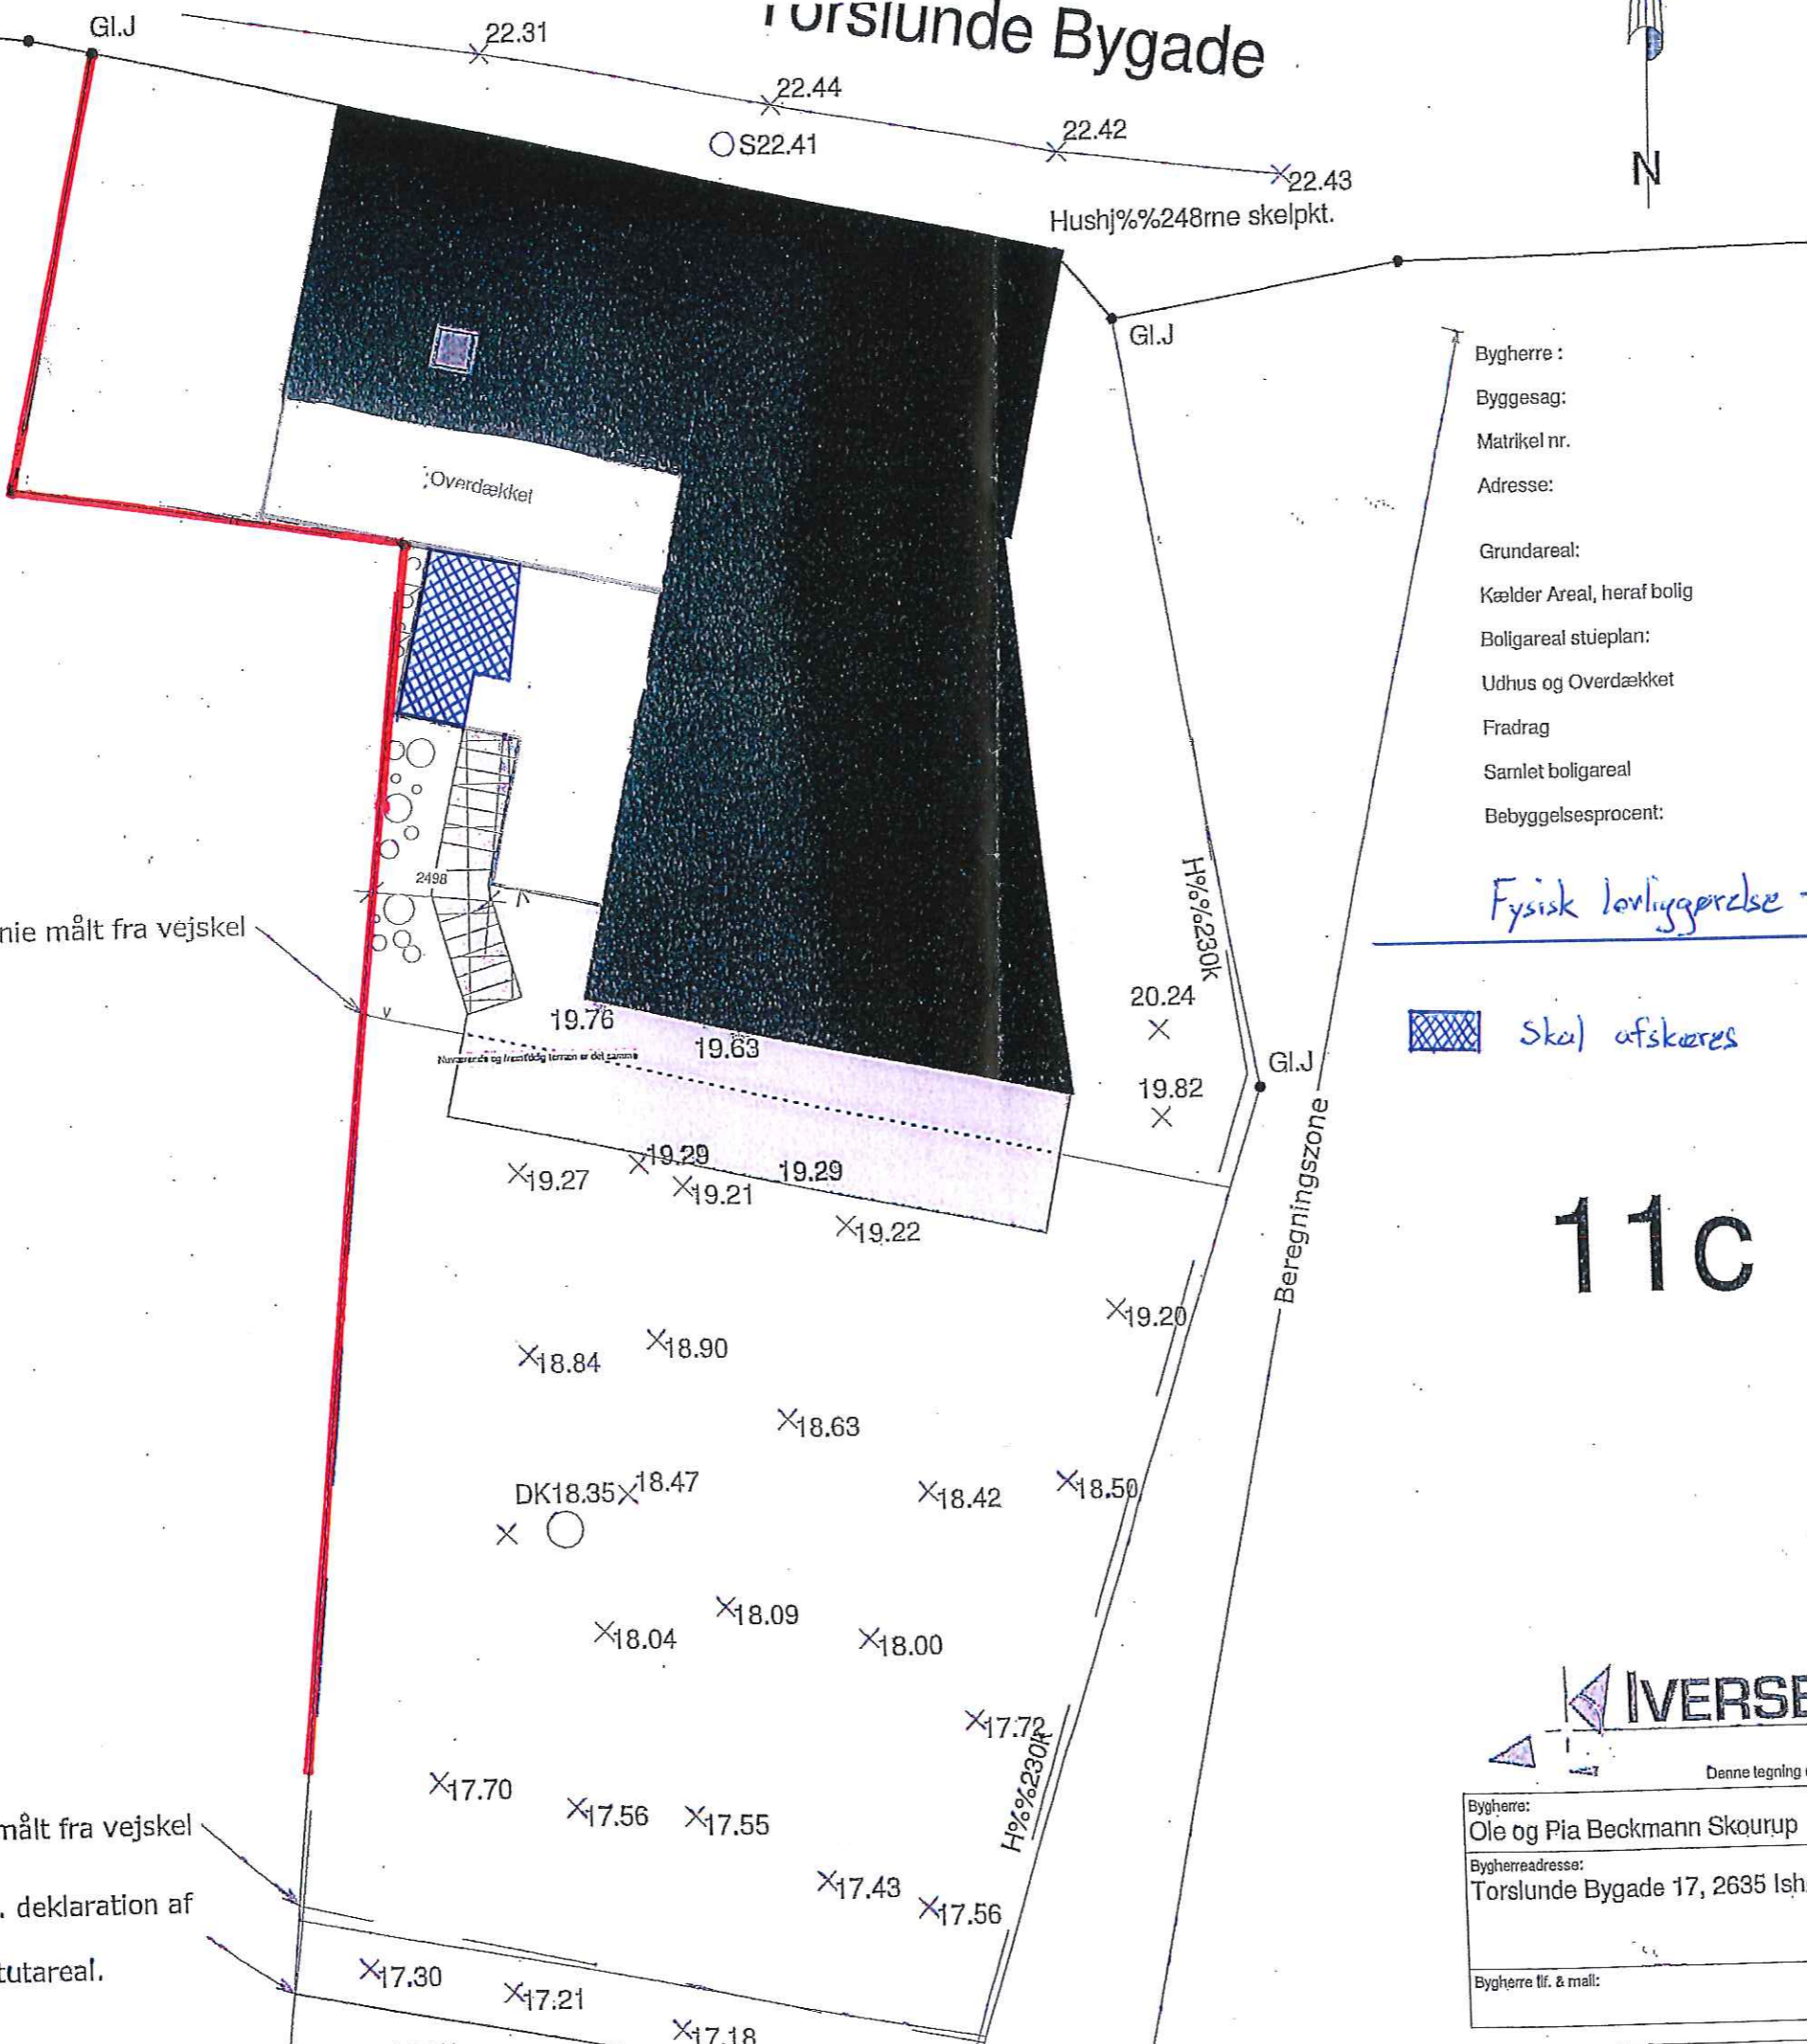 Torslunde Bygade
Gl.J
22.31
22.44
S22.41
22.42
22.43
N
Hushj%%248rne skelpkt.
Gl.J
Bygherre :
Byggesag:
Matrikel nr.
Adresse:
Grundareal:
Kælder Areal, heraf bolig
Boligareal stueplan:
Udhus og Overdækket
Fradrag
Samlet boligareal
Bebyggelsesprocent:
Overdækket
2498
nie målt fra vejskel
H%%230k
Fysisk lovliggørelse -
Skal afskæres
20.24
19.82
Gl.J
19.76
19.63
Nuværende og fremtidig terræn er det samme
Beregningszone
11c
19.27
19.29
19.21
19.29
19.22
19.20
18.84
18.90
18.63
DK18.35
18.47
18.42
18.50
18.04
18.09
18.00
17.72
H%%230k
17.70
17.56
17.55
17.43
17.56
målt fra vejskel
. deklaration af
tutareal.
17.30
17.21
17.18
IVERSE
Denne tegning
Bygherre:
Ole og Pia Beckmann Skourup
Bygherreadresse:
Torslunde Bygade 17, 2635 Ish
Bygherre tlf. & mail: